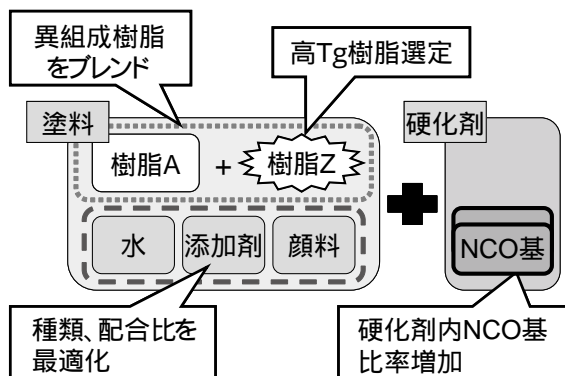 異組成樹脂
をブレンド
高Tg樹脂選定
塗料
硬化剤
樹脂A
+
樹脂Z
水
添加剤
顔料
NCO基
種類、配合比を
最適化
硬化剤内NCO基
比率増加